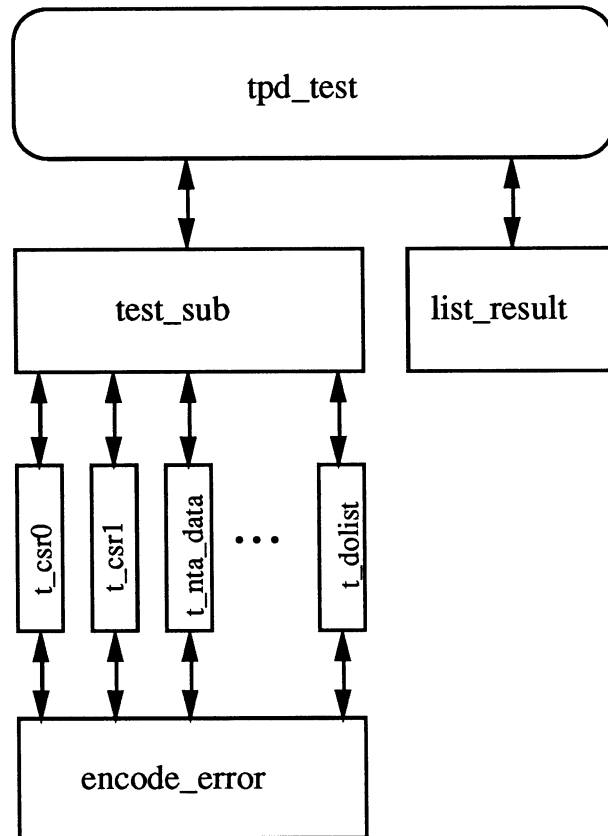 tpd_test
test_sub
list_result
t_csr0
t_csr1
t_nta_data
...
t_dolist
encode_error